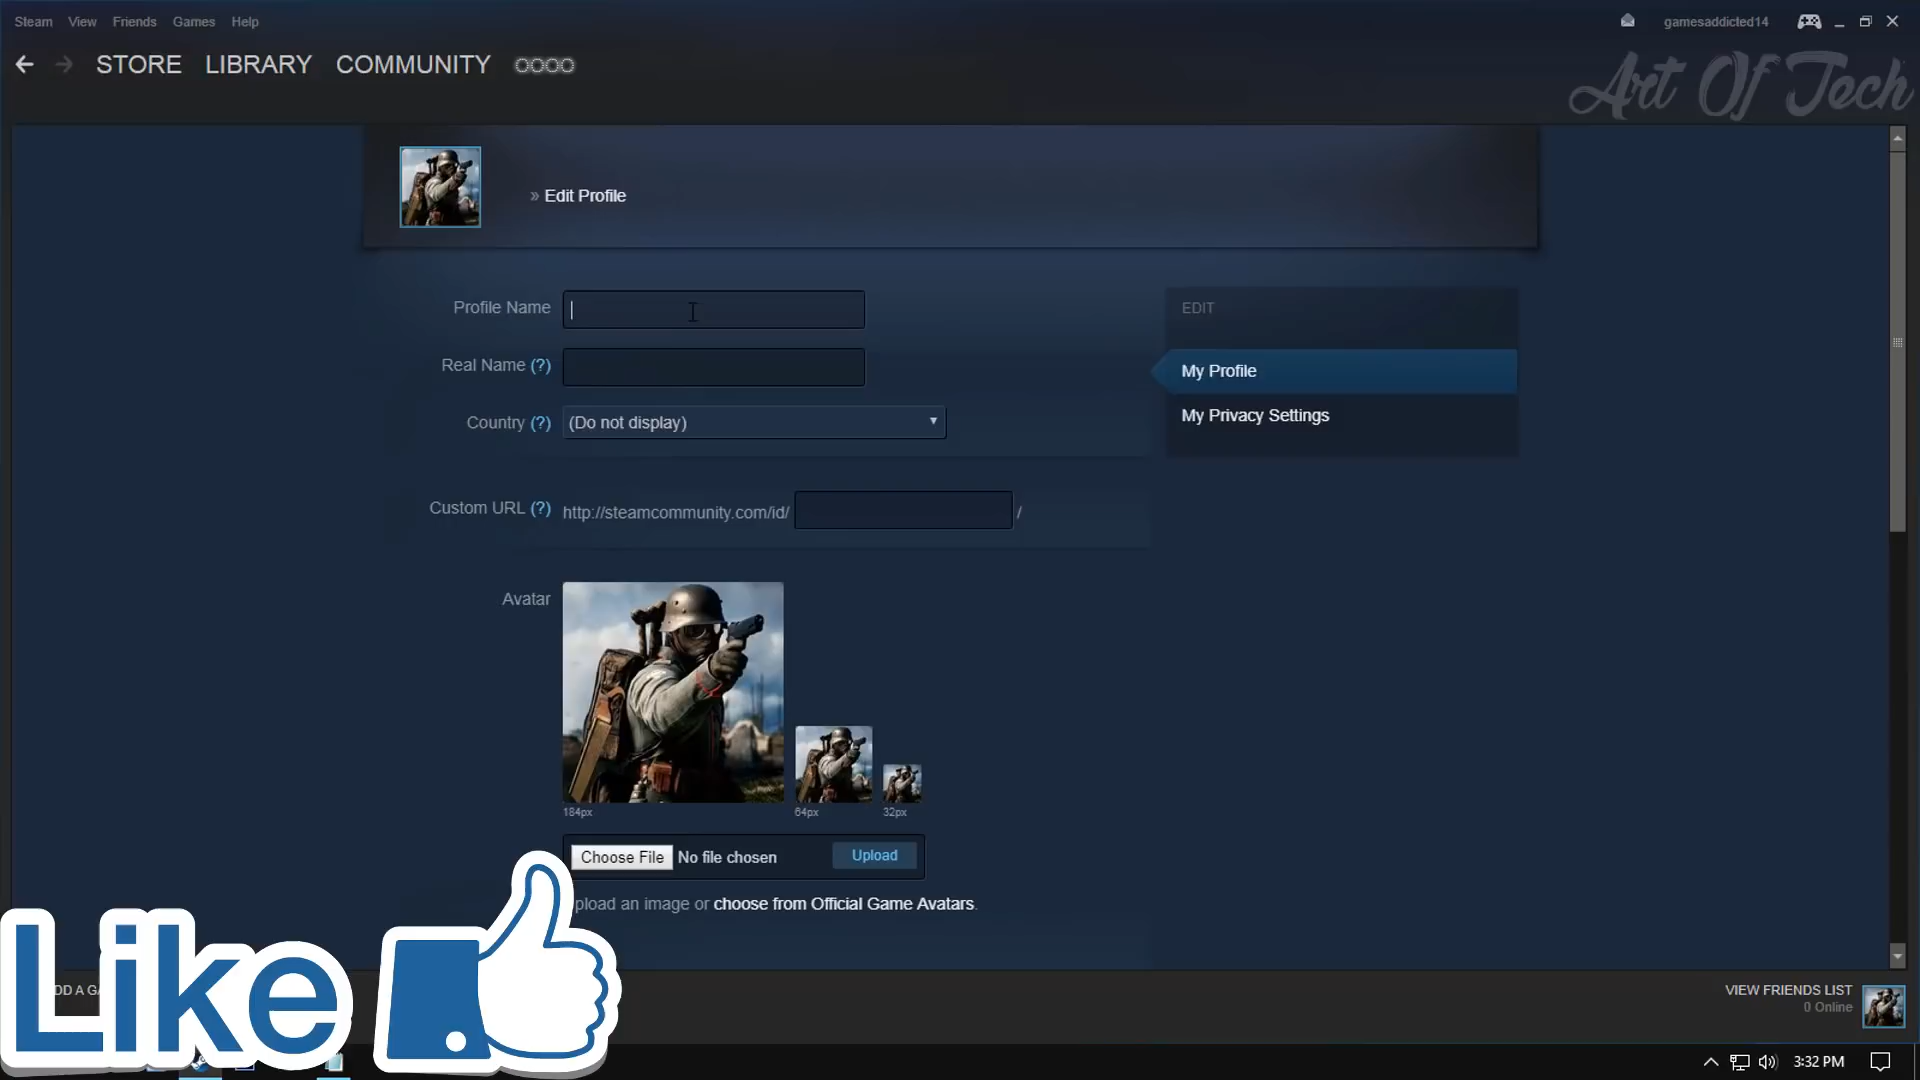 Steam View Friends Games Help
gamesaddicted14
STORE LIBRARY COMMUNITY
Art Of Tech
» Edit Profile
Profile Name
Real Name (?)
Country (?) (Do not display)
Custom URL (?) http://steamcommunity.com/id/ /
EDIT
My Profile
My Privacy Settings
Avatar
184px 64px 32px
Choose File No file chosen Upload
pload an image or choose from Official Game Avatars.
Like
DD A GA
VIEW FRIENDS LIST
0 Online
3:32 PM